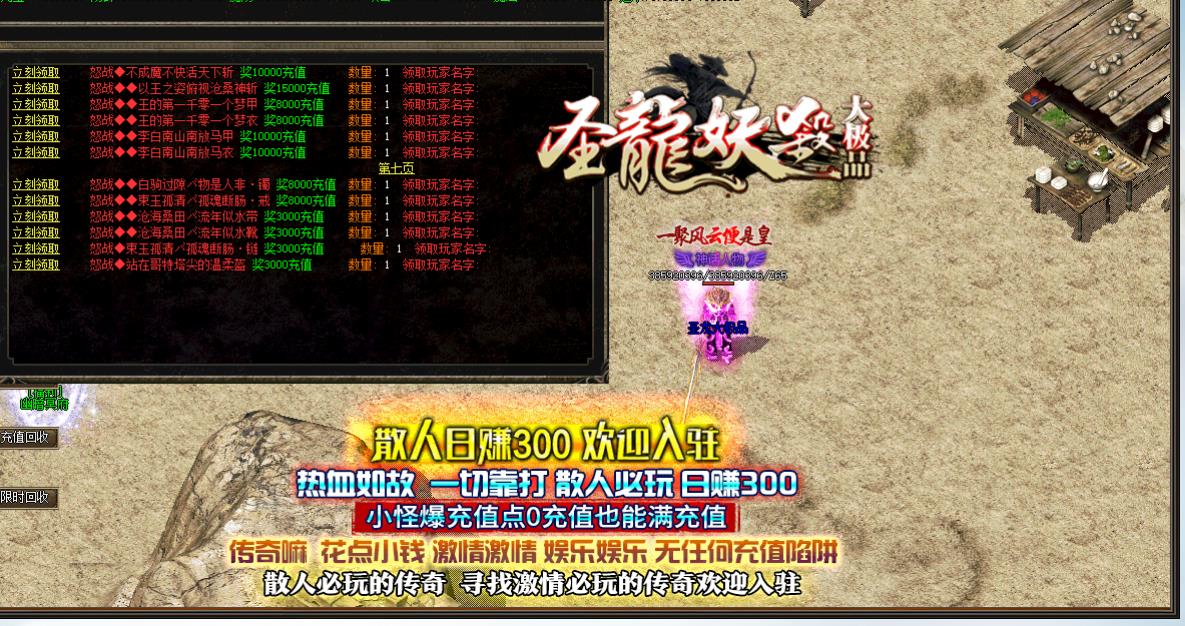 立刻领取 怒战◆不成魔不快活天下斩 奖10000充值 数量: 1 领取玩家名字:
立刻领取 怒战◆◆以王之姿俯视沧桑神斩 奖15000充值 数量: 1 领取玩家名字:
立刻领取 怒战◆◆王的第一千零一个梦甲 奖8000充值 数量: 1 领取玩家名字:
立刻领取 怒战◆◆王的第一千零一个梦衣 奖8000充值 数量: 1 领取玩家名字:
立刻领取 怒战◆◆李白南山南放马甲 奖10000充值 数量: 1 领取玩家名字:
立刻领取 怒战◆◆李白南山南放马衣 奖10000充值 数量: 1 领取玩家名字:
第七页
立刻领取 怒战◆◆白驹过隙╱物是人非·镯 奖8000充值 数量: 1 领取玩家名字:
立刻领取 怒战◆◆東王孤清╱孤魂断肠·戒 奖8000充值 数量: 1 领取玩家名字:
立刻领取 怒战◆◆沧海桑田╱流年似水带 奖3000充值 数量: 1 领取玩家名字:
立刻领取 怒战◆◆沧海桑田╱流年似水靴 奖3000充值 数量: 1 领取玩家名字:
立刻领取 怒战◆東王孤清╱孤魂断肠·链 奖3000充值 数量: 1 领取玩家名字:
立刻领取 怒战◆站在哥特塔尖的温柔盔 奖3000充值 数量: 1 领取玩家名字:
圣龍妖殺大极品
一聚风云便是皇
神话人物
385920896/385920896/Z65
圣龙大极品
幽暗冥府
充值回收
限时回收
散人日赚300 欢迎入驻
热血如故 一切靠打 散人必玩 日赚300
小怪爆充值点0充值也能满充值
传奇嘛 花点小钱 激情激情 娱乐娱乐 无任何充值陷阱
散人必玩的传奇 寻找激情必玩的传奇欢迎入驻